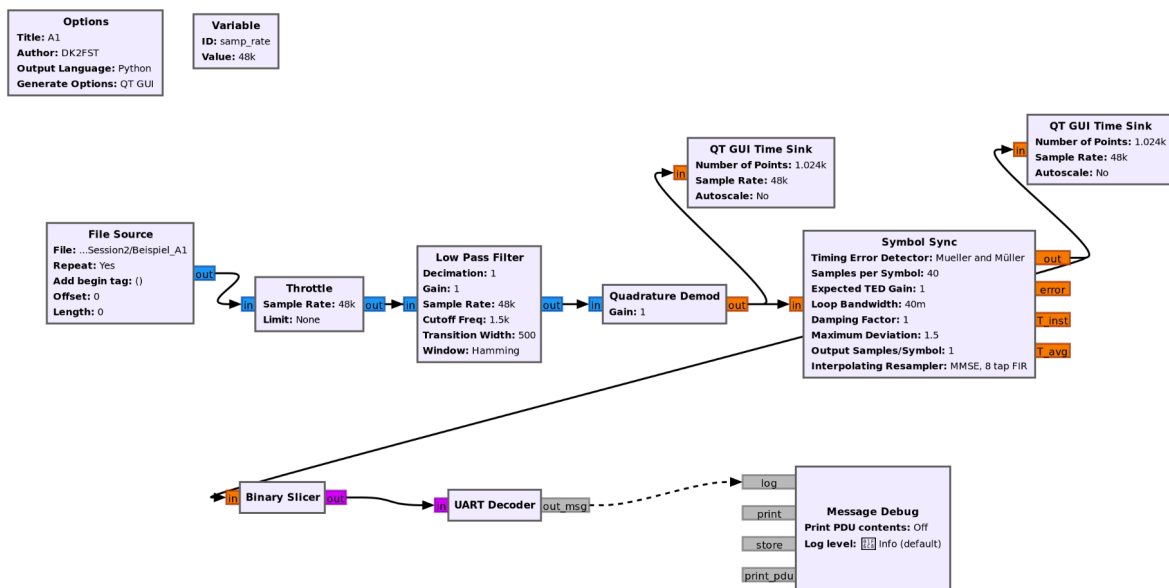 Options
Title: A1
Author: DK2FST
Output Language: Python
Generate Options: QT GUI
Variable
ID: samp_rate
Value: 48k
QT GUI Time Sink
Number of Points: 1.024k
Sample Rate: 48k
Autoscale: No
in
QT GUI Time Sink
Number of Points: 1.024k
Sample Rate: 48k
Autoscale: No
in
File Source
File: ...Session2/Beispiel_A1
Repeat: Yes
Add begin tag: ()
Offset: 0
Length: 0
out
in
Throttle
Sample Rate: 48k
Limit: None
out
in
Low Pass Filter
Decimation: 1
Gain: 1
Sample Rate: 48k
Cutoff Freq: 1.5k
Transition Width: 500
Window: Hamming
out
in
Quadrature Demod
Gain: 1
out
in
Symbol Sync
Timing Error Detector: Mueller and Müller
Samples per Symbol: 40
Expected TED Gain: 1
Loop Bandwidth: 40m
Damping Factor: 1
Maximum Deviation: 1.5
Output Samples/Symbol: 1
Interpolating Resampler: MMSE, 8 tap FIR
out
error
T_inst
T_avg
in
Binary Slicer
out
in
UART Decoder
out_msg
log
print
store
print_pdu
Message Debug
Print PDU contents: Off
Log level: Info (default)